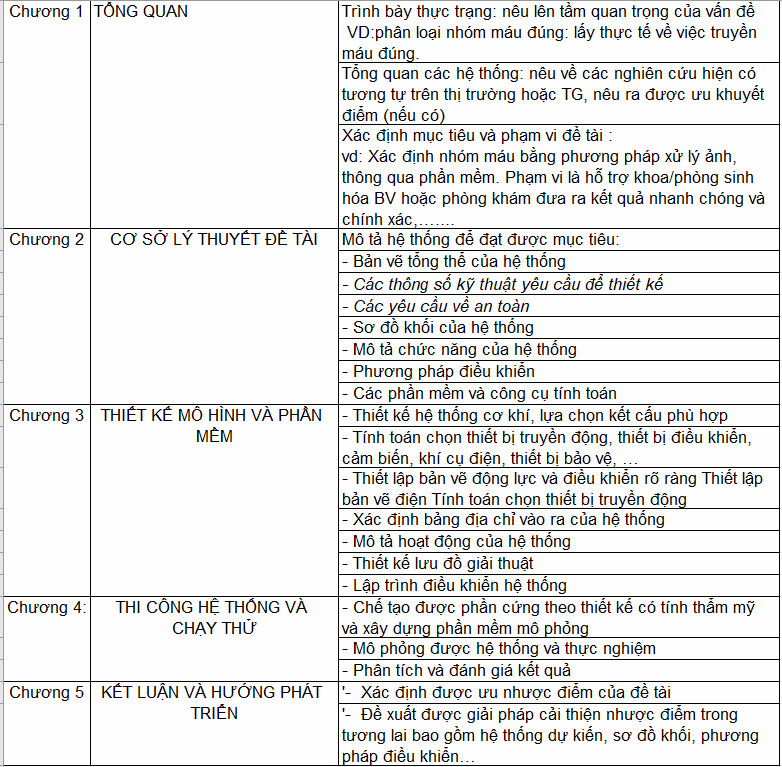 Chương 1
TỔNG QUAN
Trình bày thực trạng: nêu lên tầm quan trọng của vấn đề
VD:phân loại nhóm máu đúng: lấy thực tế về việc truyền
máu đúng.
Tổng quan các hệ thống: nêu về các nghiên cứu hiện có
tương tự trên thị trường hoặc TG, nêu ra được ưu khuyết
điểm (nếu có)
Xác định mục tiêu và phạm vi đề tài :
vd: Xác định nhóm máu bằng phương pháp xử lý ảnh,
thông qua phần mềm. Phạm vi là hỗ trợ khoa/phòng sinh
hóa BV hoặc phòng khám đưa ra kết quả nhanh chóng và
chính xác,.......
Chương 2
CƠ SỞ LÝ THUYẾT ĐỀ TÀI
Mô tả hệ thống để đạt được mục tiêu:
- Bản vẽ tổng thể của hệ thống
- Các thông số kỹ thuật yêu cầu để thiết kế
- Các yêu cầu về an toàn
- Sơ đồ khối của hệ thống
- Mô tả chức năng của hệ thống
- Phương pháp điều khiển
- Các phần mềm và công cụ tính toán
Chương 3
THIẾT KẾ MÔ HÌNH VÀ PHẦN
MỀM
- Thiết kế hệ thống cơ khí, lựa chọn kết cấu phù hợp
- Tính toán chọn thiết bị truyền động, thiết bị điều khiển,
cảm biến, khí cụ điện, thiết bị bảo vệ, …
- Thiết lập bản vẽ động lực và điều khiển rõ ràng Thiết lập
bản vẽ điện Tính toán chọn thiết bị truyền động
- Xác định bảng địa chỉ vào ra của hệ thống
- Mô tả hoạt động của hệ thống
- Thiết kế lưu đồ giải thuật
- Lập trình điều khiển hệ thống
Chương 4:
THI CÔNG HỆ THỐNG VÀ
CHẠY THỬ
- Chế tạo được phần cứng theo thiết kế có tính thẩm mỹ
và xây dựng phần mềm mô phỏng
- Mô phỏng được hệ thống và thực nghiệm
- Phân tích và đánh giá kết quả
Chương 5
KẾT LUẬN VÀ HƯỚNG PHÁT
TRIỂN
'- Xác định được ưu nhược điểm của đề tài
'- Đề xuất được giải pháp cải thiện nhược điểm trong
tương lai bao gồm hệ thống dự kiến, sơ đồ khối, phương
pháp điều khiển…